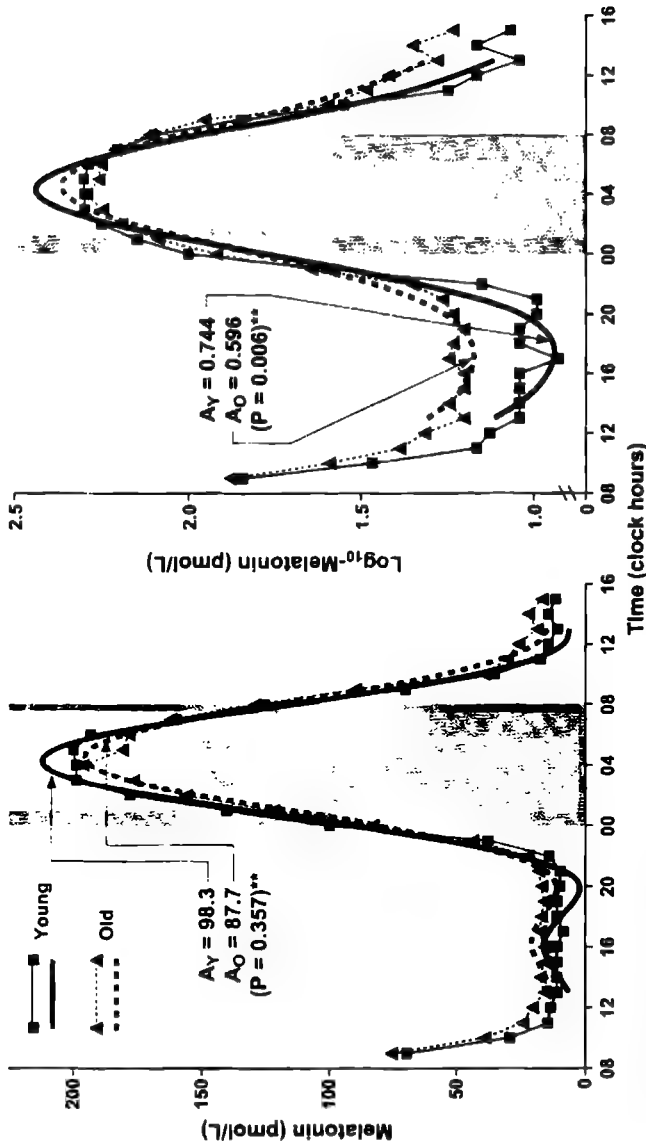 Melatonin (pmol/L)
200
150
100
50
0
Young
Old
AY = 98.3
AO = 87.7
(P = 0.357)**
08 12 16 20 00 04 08 12 16
Log10-Melatonin (pmol/L)
2.5
2.0
1.5
1.0
0
AY = 0.744
AO = 0.596
(P = 0.006)**
08 12 16 20 00 04 08 12 16
Time (clock hours)